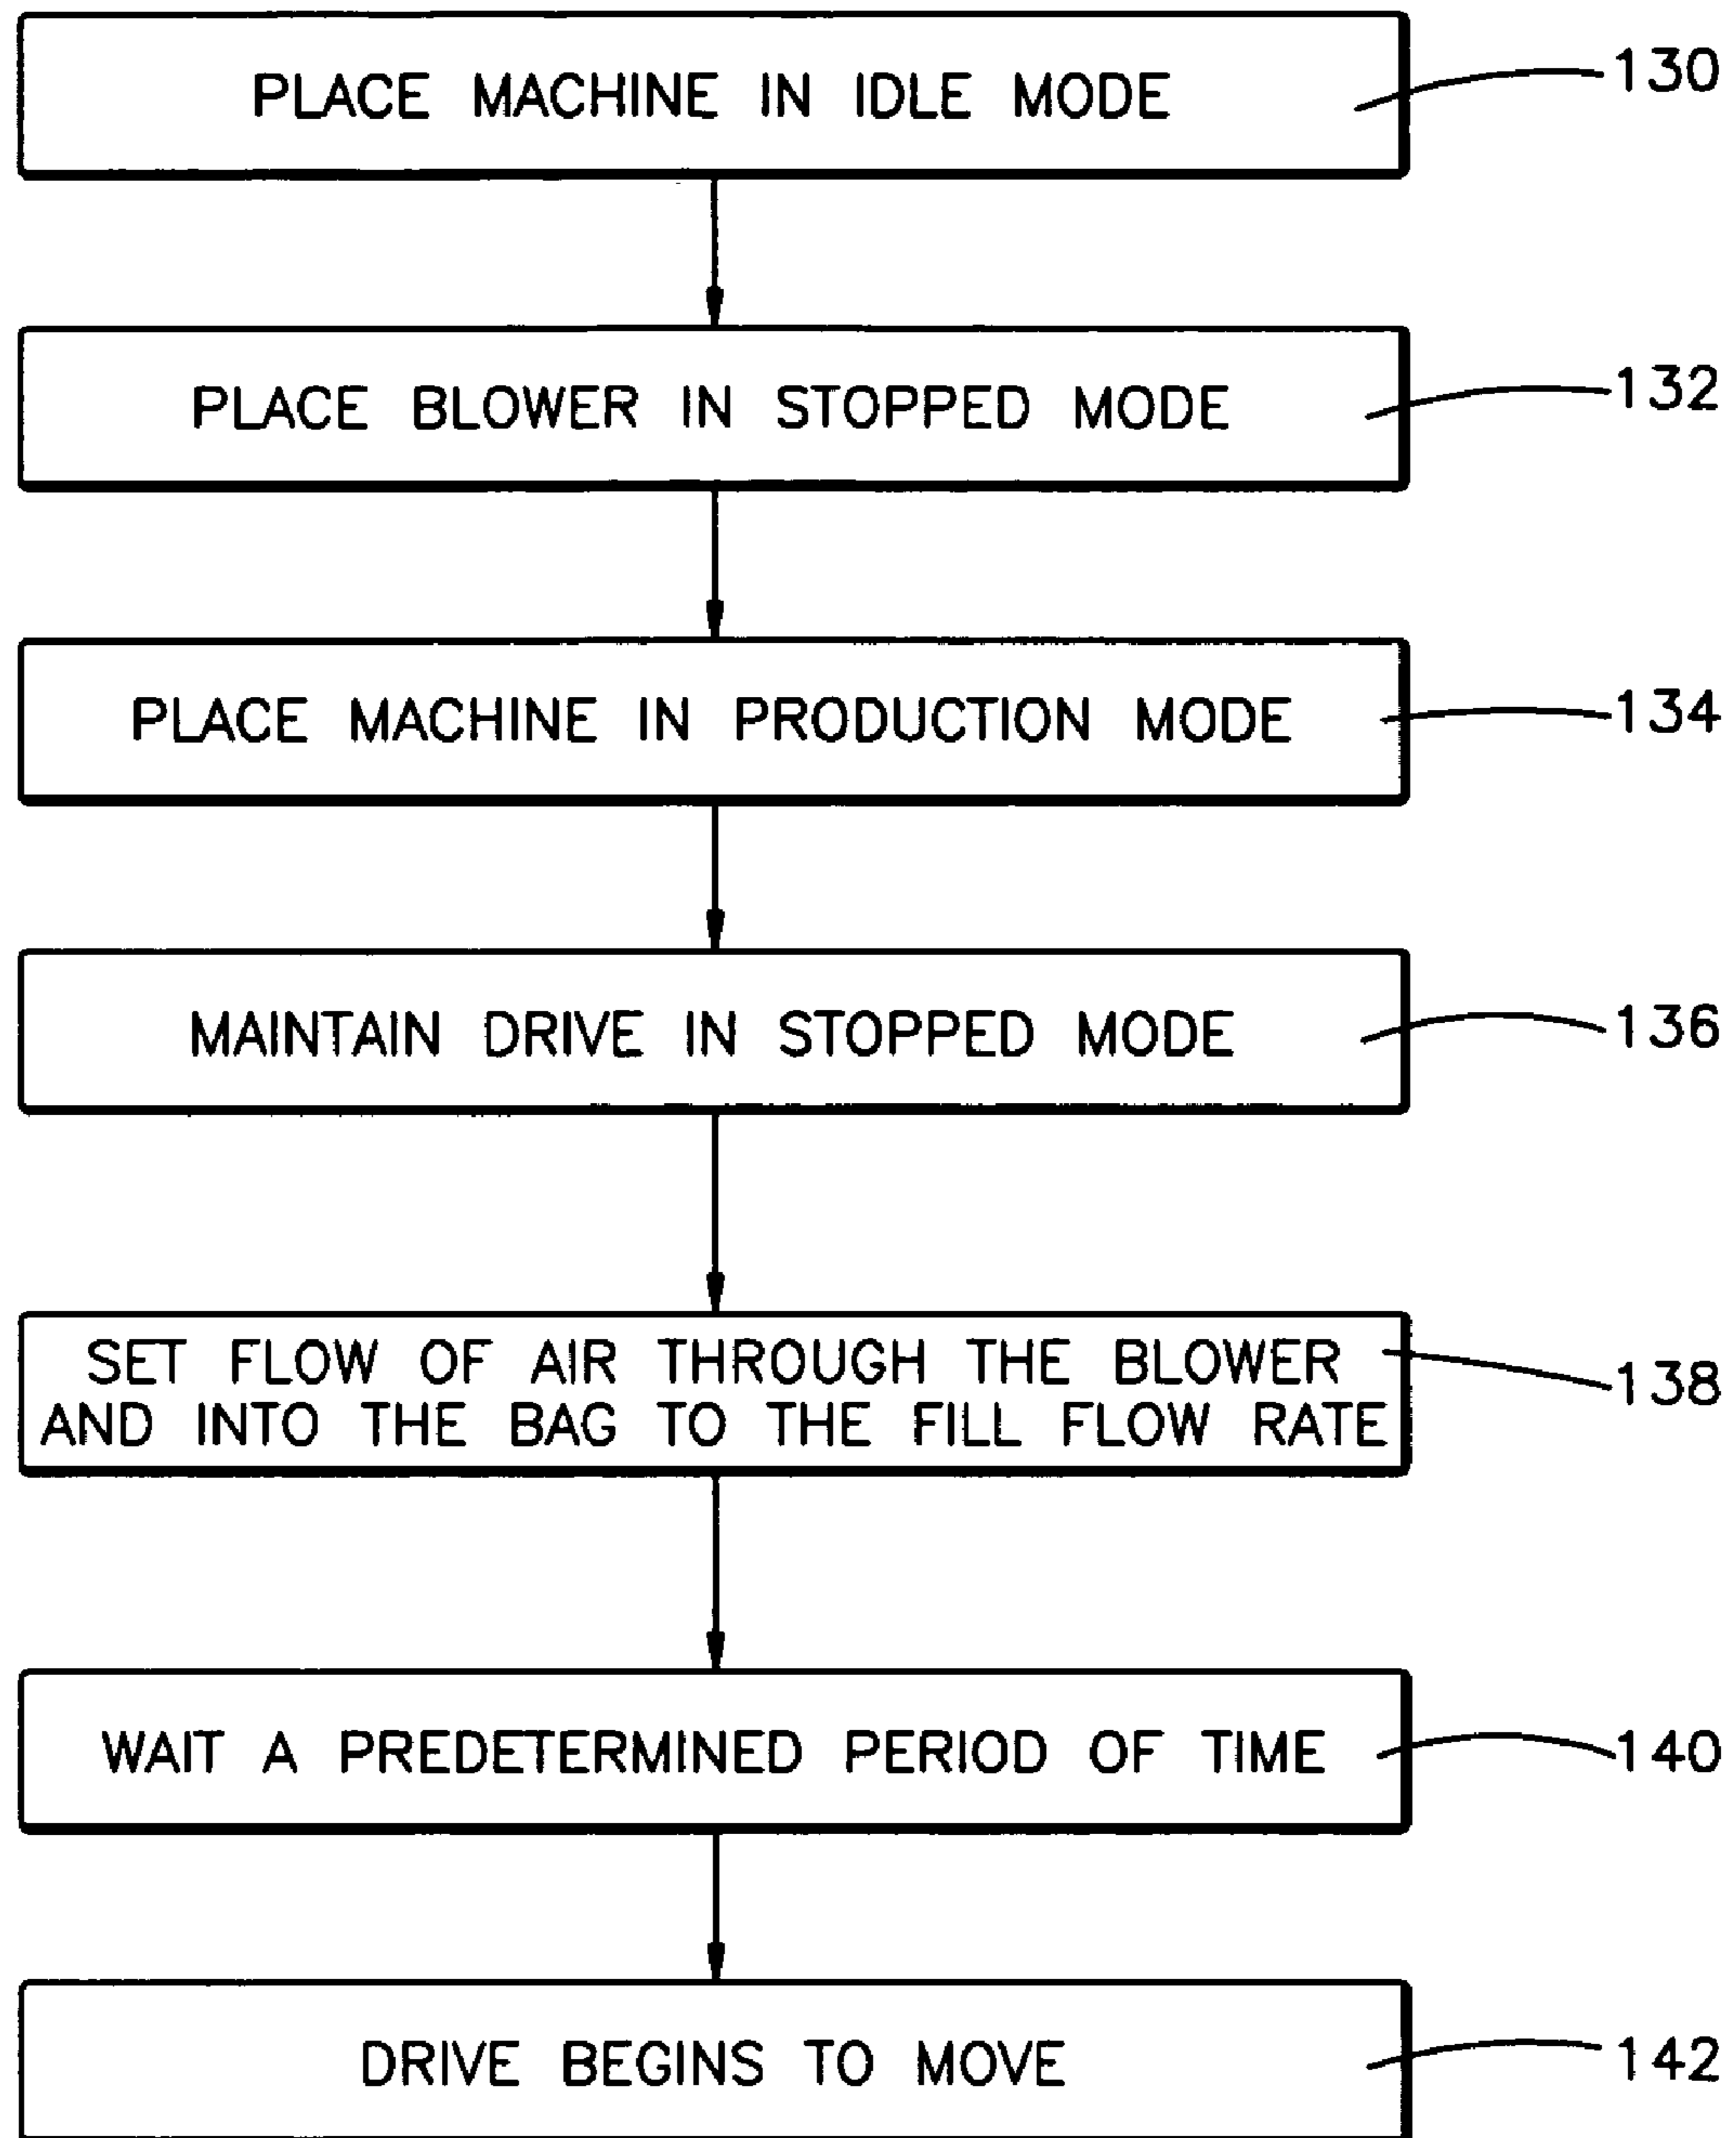 PLACE MACHINE IN IDLE MODE
130
PLACE BLOWER IN STOPPED MODE
132
PLACE MACHINE IN PRODUCTION MODE
134
MAINTAIN DRIVE IN STOPPED MODE
136
SET FLOW OF AIR THROUGH THE BLOWER
AND INTO THE BAG TO THE FILL FLOW RATE
138
WAIT A PREDETERMINED PERIOD OF TIME
140
DRIVE BEGINS TO MOVE
142